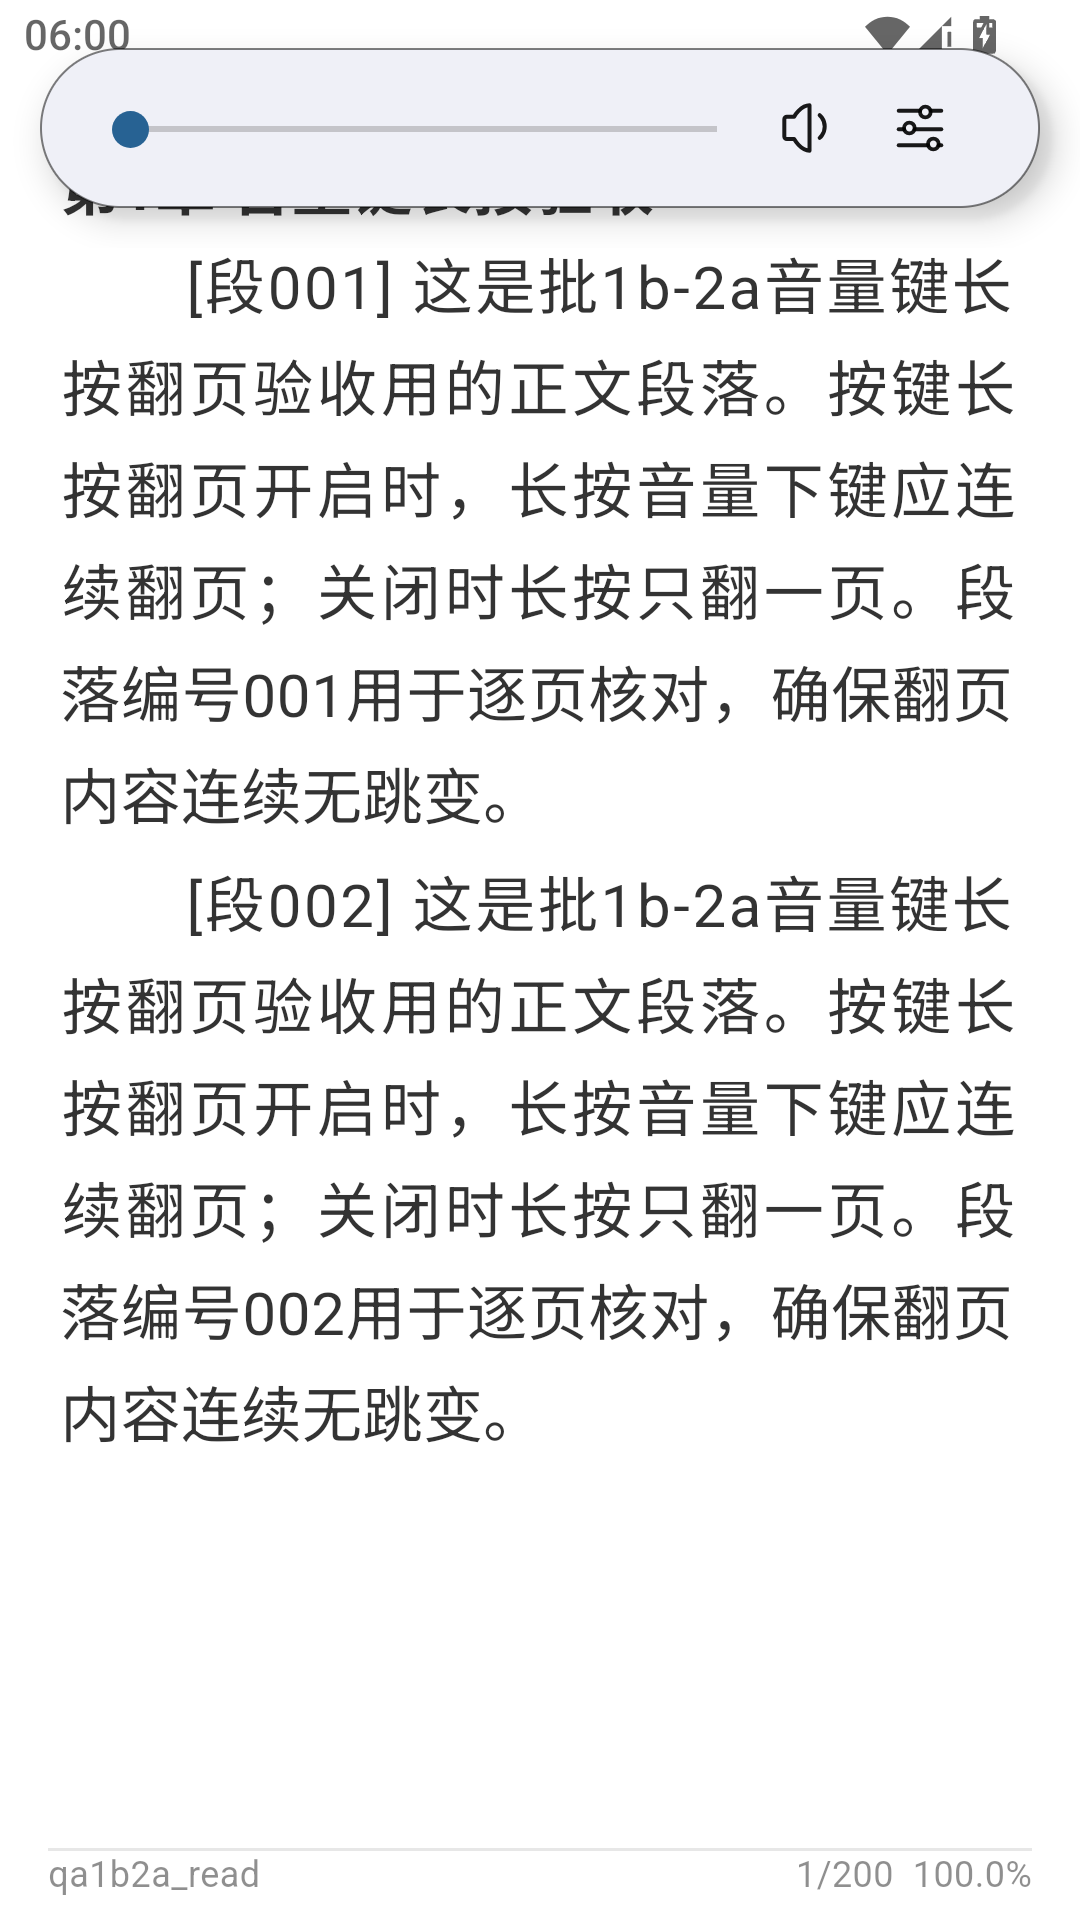 06:00
[段001] 这是批1b-2a音量键长
按翻页验收用的正文段落。按键长
按翻页开启时，长按音量下键应连
续翻页；关闭时长按只翻一页。段
落编号001用于逐页核对，确保翻页
内容连续无跳变。
[段002] 这是批1b-2a音量键长
按翻页验收用的正文段落。按键长
按翻页开启时，长按音量下键应连
续翻页；关闭时长按只翻一页。段
落编号002用于逐页核对，确保翻页
内容连续无跳变。
qa1b2a_read
1/200 100.0%